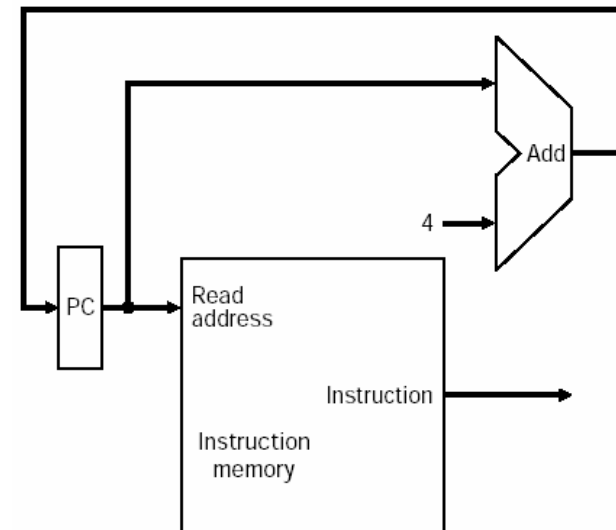 Add
4
PC
Read
address
Instruction
Instruction
memory